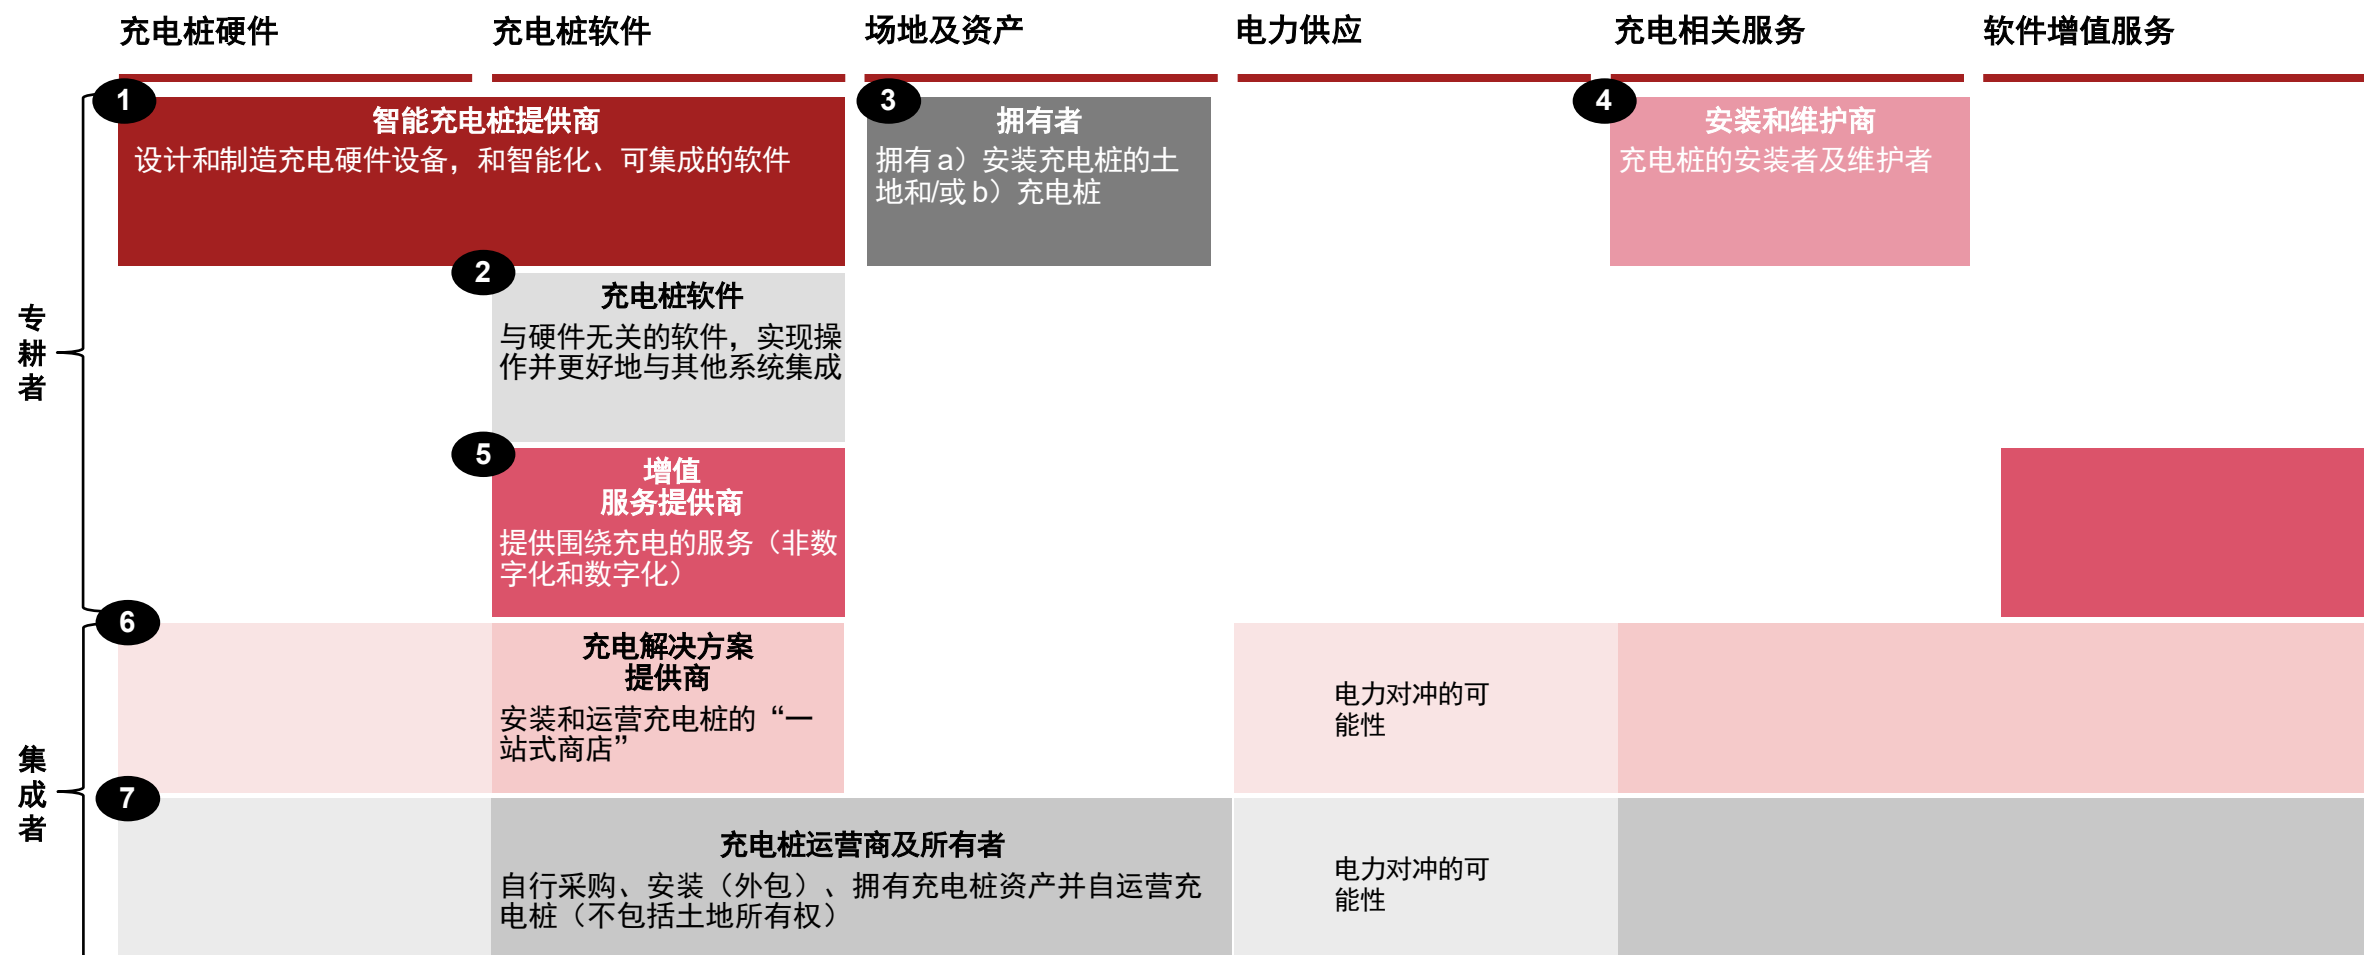 充电桩硬件
充电桩软件
场地及资产
电力供应
充电相关服务
软件增值服务
专
耕
者
1
智能充电桩提供商
设计和制造充电硬件设备，和智能化、可集成的软件
3
拥有者
拥有 a）安装充电桩的土
地和/或 b）充电桩
4
安装和维护商
充电桩的安装者及维护者
2
充电桩软件
与硬件无关的软件，实现操
作并更好地与其他系统集成
5
增值
服务提供商
提供围绕充电的服务（非数
字化和数字化）
集
成
者
6
充电解决方案
提供商
安装和运营充电桩的“一
站式商店”
电力对冲的可
能性
7
充电桩运营商及所有者
自行采购、安装（外包）、拥有充电桩资产并自运营充
电桩（不包括土地所有权）
电力对冲的可
能性